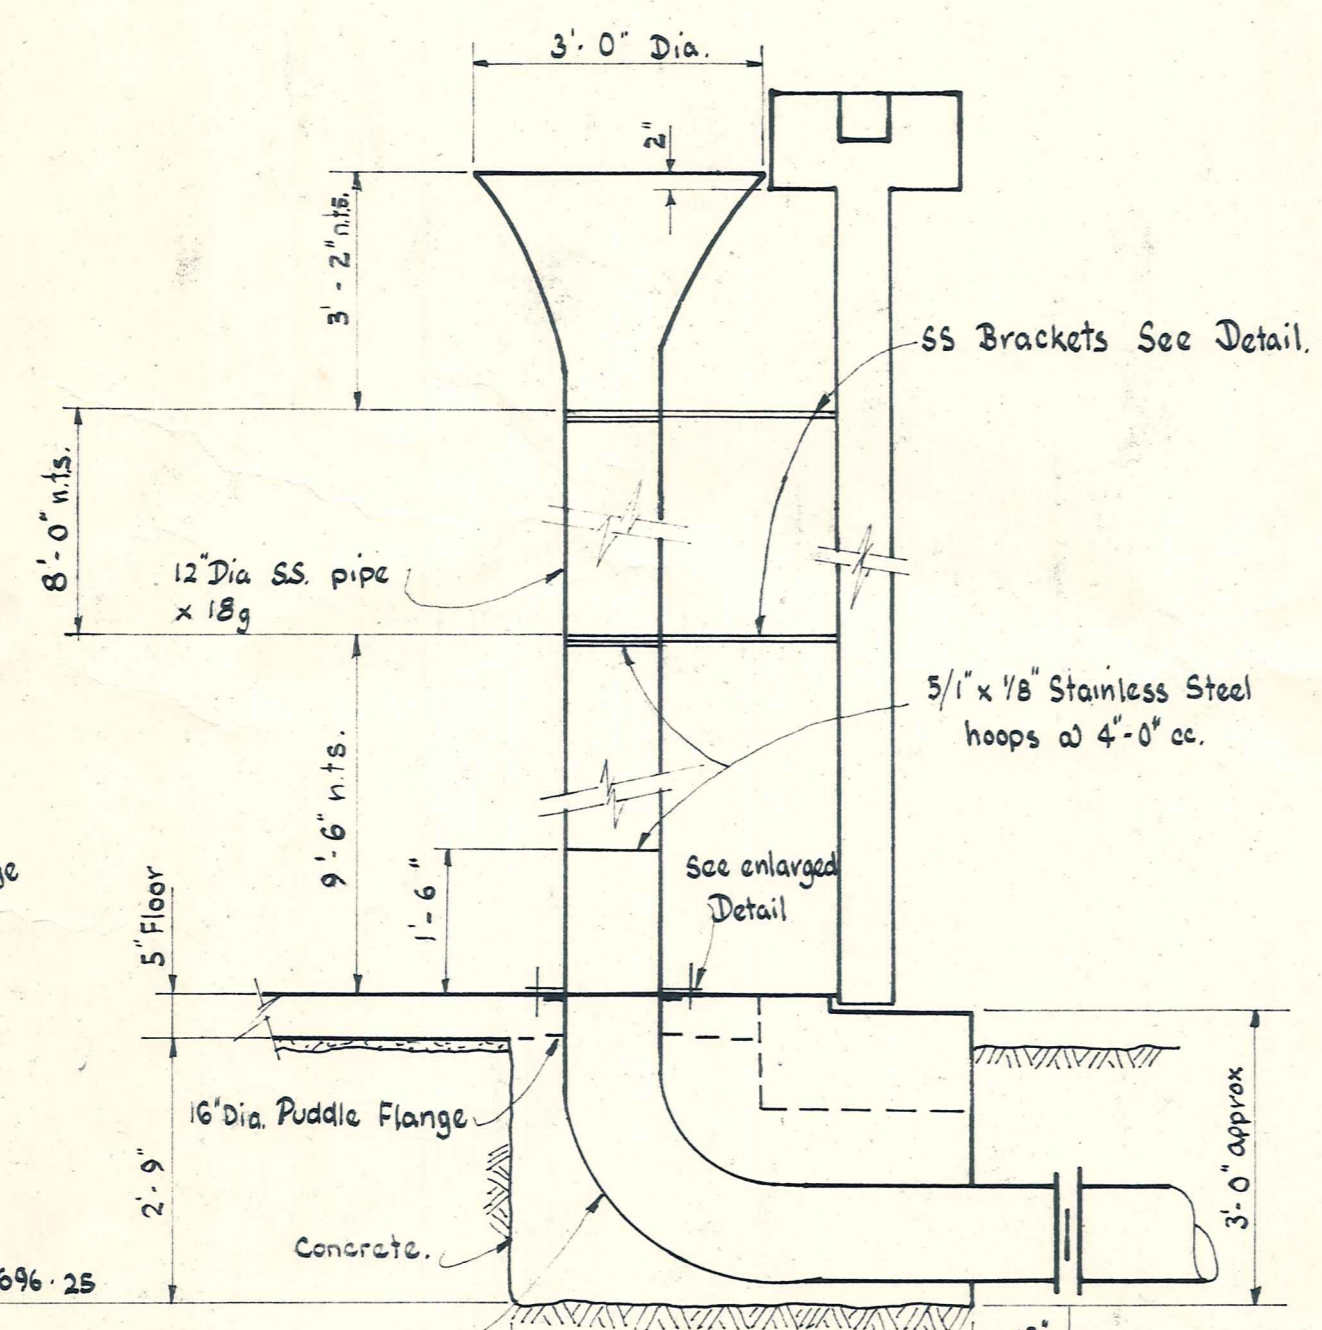 3'-0" Dia.
2"
3'-2" n.t.s.
SS Brackets See Detail.
8'-0" n.t.s.
12" Dia S.S. pipe
x 18g
5/1" x 1/8" Stainless Steel
hoops @ 4"-0" cc.
9'-6" n.t.s.
1'-6"
See enlarged
Detail
5" Floor
16" Dia. Puddle Flange
2'-9"
3'-0" approx
Concrete.
696.25